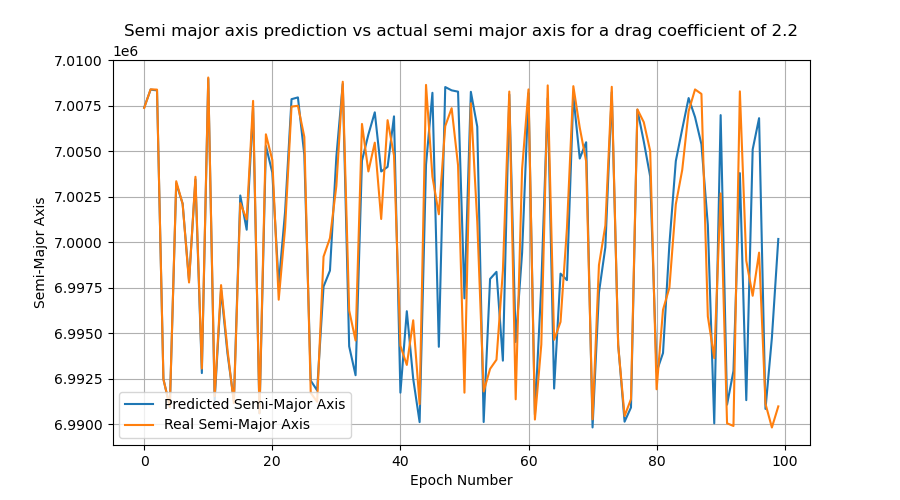 Semi major axis prediction vs actual semi major axis for a drag coefficient of 2.2
1e6
7.0100
7.0075
7.0050
7.0025
7.0000
6.9975
6.9950
6.9925
6.9900
Semi-Major Axis
Predicted Semi-Major Axis
Real Semi-Major Axis
0 20 40 60 80 100
Epoch Number